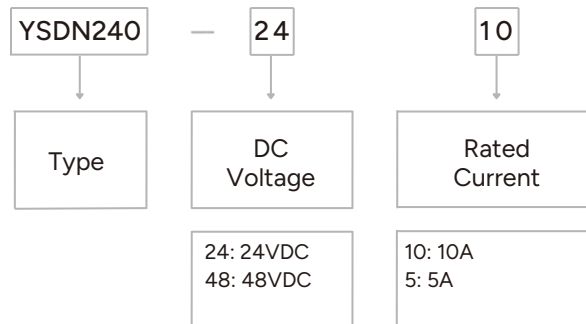 YSDN240 — 24 10
Type
DC
Voltage
Rated
Current
24: 24VDC
48: 48VDC
10: 10A
5: 5A